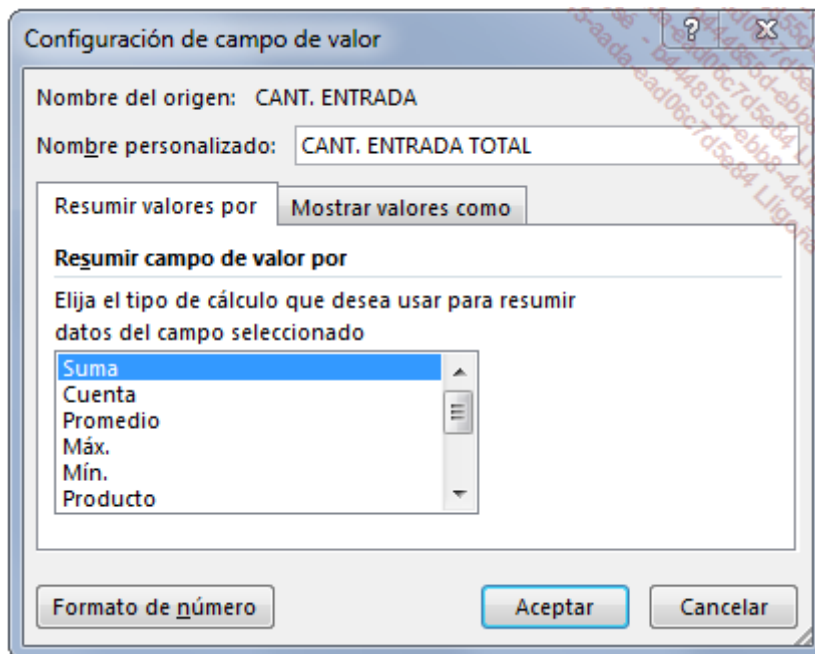 Configuración de campo de valor
Nombre del origen: CANT. ENTRADA
Nombre personalizado: CANT. ENTRADA TOTAL
Resumir valores por Mostrar valores como
Resumir campo de valor por
Elija el tipo de cálculo que desea usar para resumir
datos del campo seleccionado
Suma
Cuenta
Promedio
Máx.
Mín.
Producto
Formato de número Aceptar Cancelar